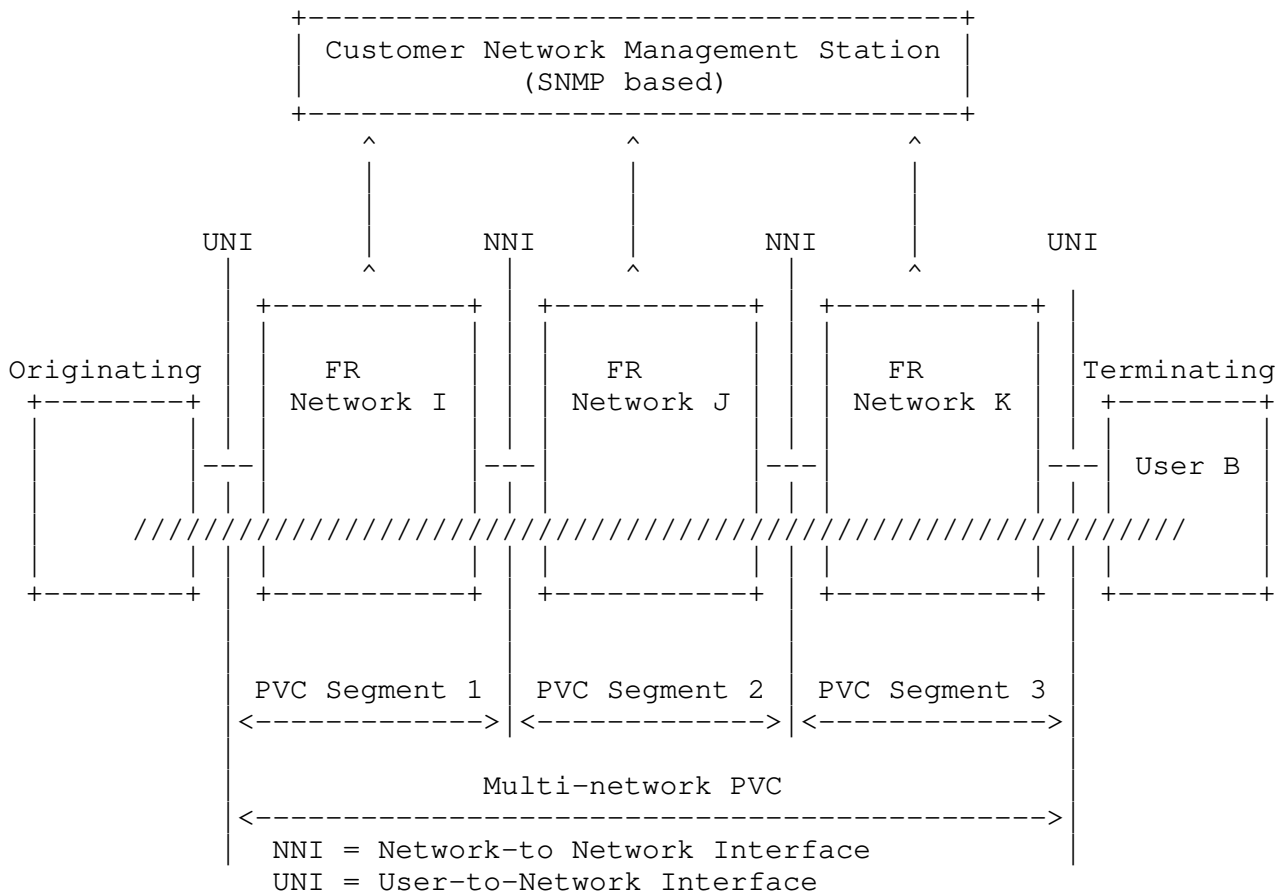 Customer Network Management Station
(SNMP based)
UNI NNI NNI UNI
Originating FR FR FR Terminating
Network I Network J Network K
User B
PVC Segment 1 PVC Segment 2 PVC Segment 3
Multi-network PVC
NNI = Network-to Network Interface
UNI = User-to-Network Interface